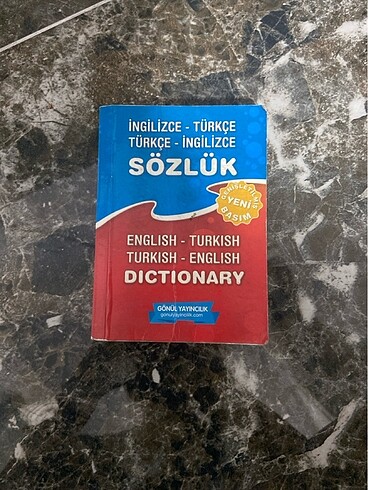 İNGİLİZCE - TÜRKÇE
TÜRKÇE - İNGİLİZCE
SÖZLÜK
GENİŞLETİLMİŞ
YENİ
BASIM
ENGLISH - TURKISH
TURKISH - ENGLISH
DICTIONARY
GÖNÜL YAYINCILIK
gonulyayincilik.com